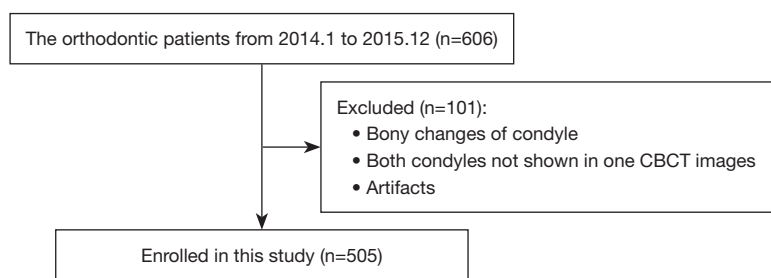 The orthodontic patients from 2014.1 to 2015.12 (n=606)
Excluded (n=101):
• Bony changes of condyle
• Both condyles not shown in one CBCT images
• Artifacts
Enrolled in this study (n=505)